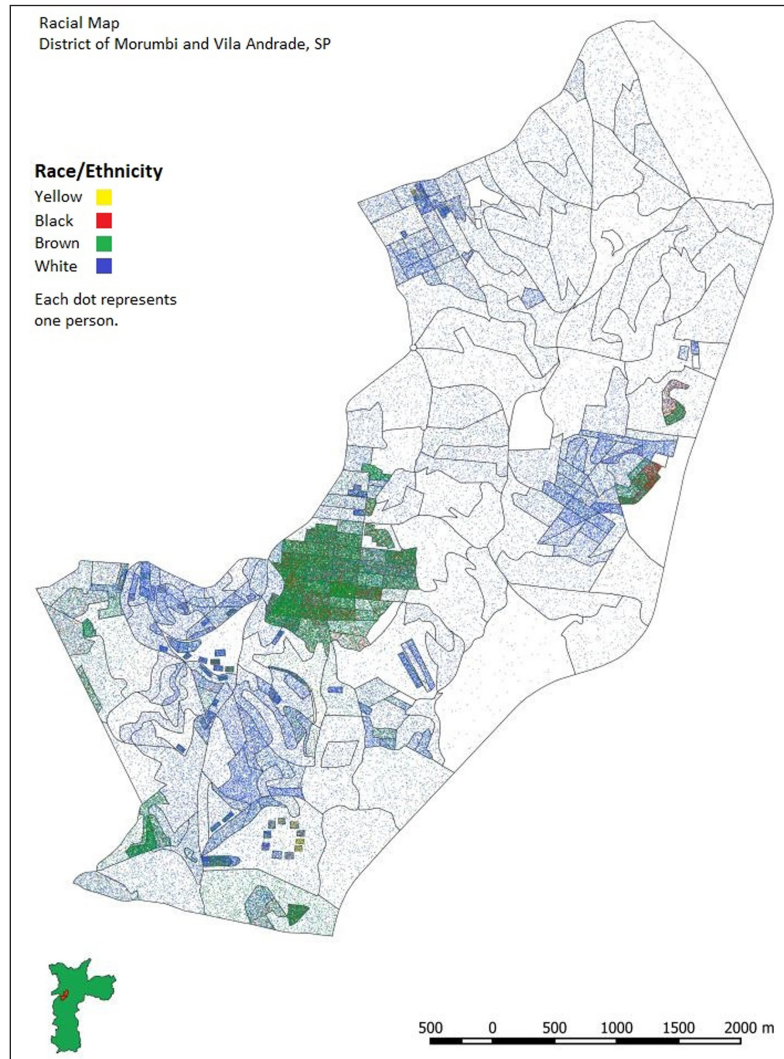 Racial Map
District of Morumbi and Vila Andrade, SP
Race/Ethnicity
Yellow
Black
Brown
White
Each dot represents
one person.
500 0 500 1000 1500 2000 m